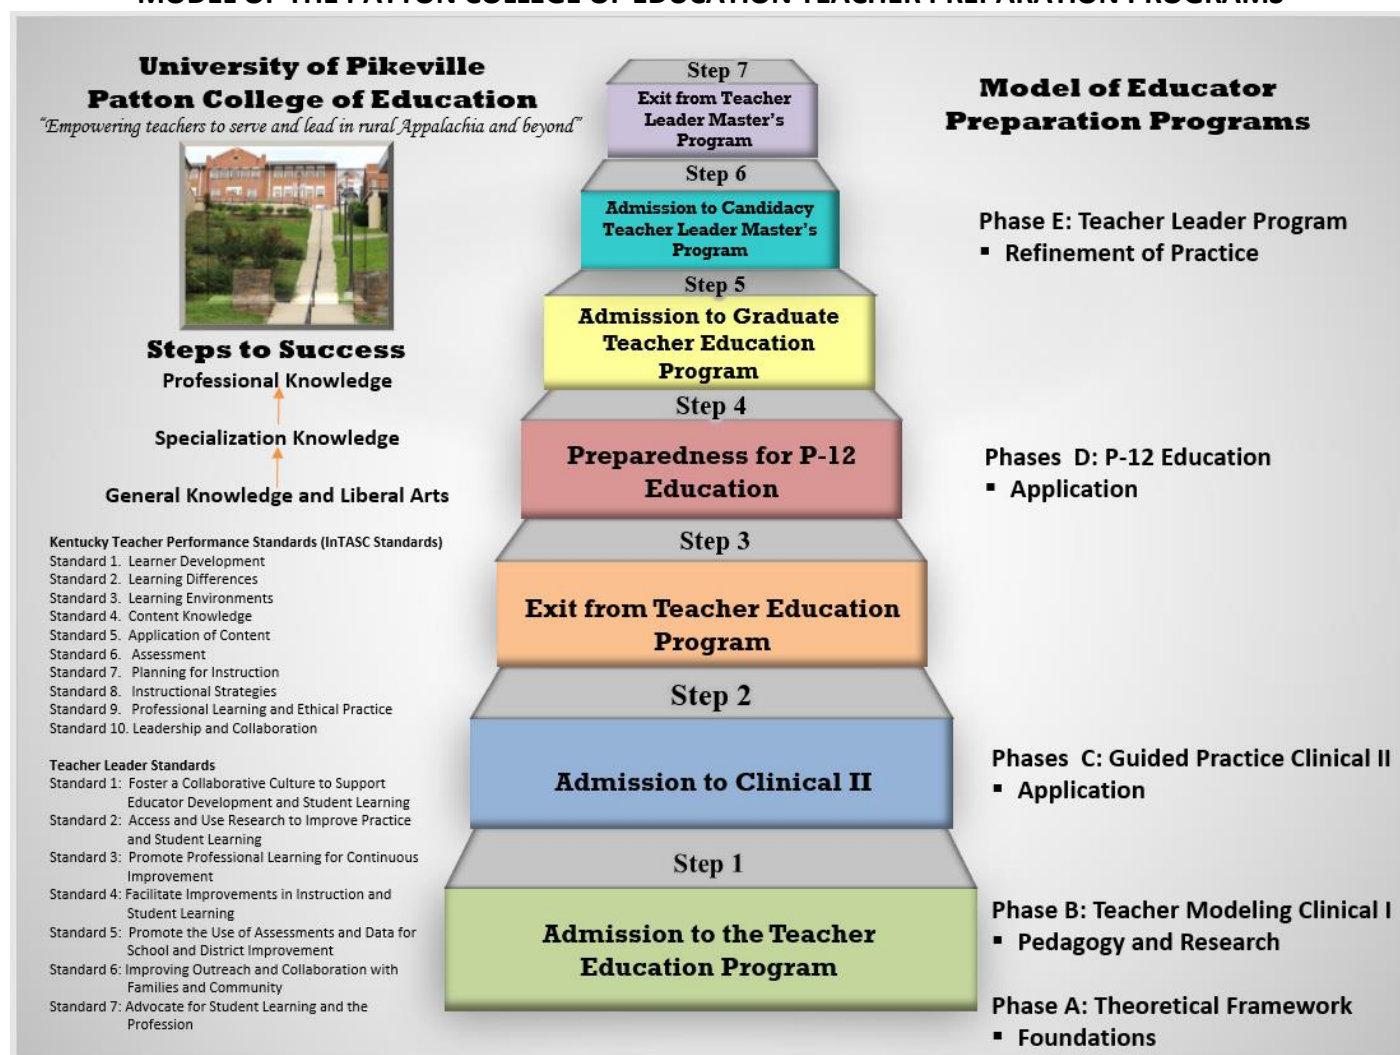 MODEL OF THE PATTON COLLEGE OF EDUCATION TEACHER PREPARATION PROGRAMS
University of Pikeville
Patton College of Education
“Empowering teachers to serve and lead in rural Appalachia and beyond”
Steps to Success
Professional Knowledge
Specialization Knowledge
General Knowledge and Liberal Arts
Kentucky Teacher Performance Standards (InTASC Standards)
Standard 1. Learner Development
Standard 2. Learning Differences
Standard 3. Learning Environments
Standard 4. Content Knowledge
Standard 5. Application of Content
Standard 6. Assessment
Standard 7. Planning for Instruction
Standard 8. Instructional Strategies
Standard 9. Professional Learning and Ethical Practice
Standard 10. Leadership and Collaboration
Teacher Leader Standards
Standard 1: Foster a Collaborative Culture to Support
Educator Development and Student Learning
Standard 2: Access and Use Research to Improve Practice
and Student Learning
Standard 3: Promote Professional Learning for Continuous
Improvement
Standard 4: Facilitate Improvements in Instruction and
Student Learning
Standard 5: Promote the Use of Assessments and Data for
School and District Improvement
Standard 6: Improving Outreach and Collaboration with
Families and Community
Standard 7: Advocate for Student Learning and the
Profession
Step 7
Exit from Teacher
Leader Master’s
Program
Step 6
Admission to Candidacy
Teacher Leader Master’s
Program
Step 5
Admission to Graduate
Teacher Education
Program
Step 4
Preparedness for P-12
Education
Step 3
Exit from Teacher Education
Program
Step 2
Admission to Clinical II
Step 1
Admission to the Teacher
Education Program
Model of Educator
Preparation Programs
Phase E: Teacher Leader Program
▪ Refinement of Practice
Phases D: P-12 Education
▪ Application
Phases C: Guided Practice Clinical II
▪ Application
Phase B: Teacher Modeling Clinical I
▪ Pedagogy and Research
Phase A: Theoretical Framework
▪ Foundations